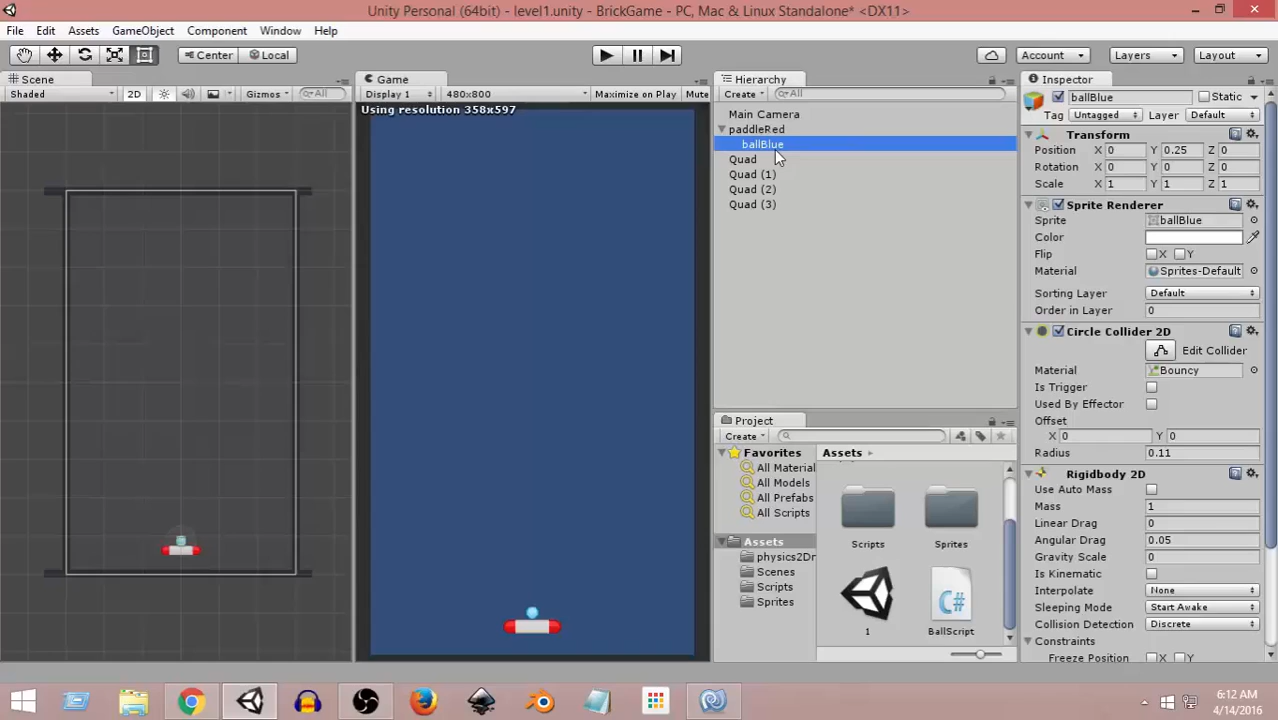 Unity Personal (64bit) - level1.unity - BrickGame - PC, Mac & Linux Standalone* <DX11>
File Edit Assets GameObject Component Window Help
Center Local Account Layers Layout
Scene
Shaded 2D Gizmos All
Game
Display 1 480x800 Maximize on Play Mute
Using resolution 358x597
Hierarchy
Create All
Main Camera
paddleRed
ballBlue
Quad
Quad (1)
Quad (2)
Quad (3)
Project
Create
Favorites
All Material
All Models
All Prefabs
All Scripts
Assets
physics2Dr
Scenes
Scripts
Sprites
Assets
Scripts Sprites
1 BallScript
Inspector
ballBlue Static
Tag Untagged Layer Default
Transform
Position X 0 Y 0.25 Z 0
Rotation X 0 Y 0 Z 0
Scale X 1 Y 1 Z 1
Sprite Renderer
Sprite ballBlue
Color
Flip X Y
Material Sprites-Default
Sorting Layer Default
Order in Layer 0
Circle Collider 2D
Edit Collider
Material Bouncy
Is Trigger
Used By Effector
Offset
X 0 Y 0
Radius 0.11
Rigidbody 2D
Use Auto Mass
Mass 1
Linear Drag 0
Angular Drag 0.05
Gravity Scale 0
Is Kinematic
Interpolate None
Sleeping Mode Start Awake
Collision Detection Discrete
Constraints
Freeze Position X Y
6:12 AM
4/14/2016